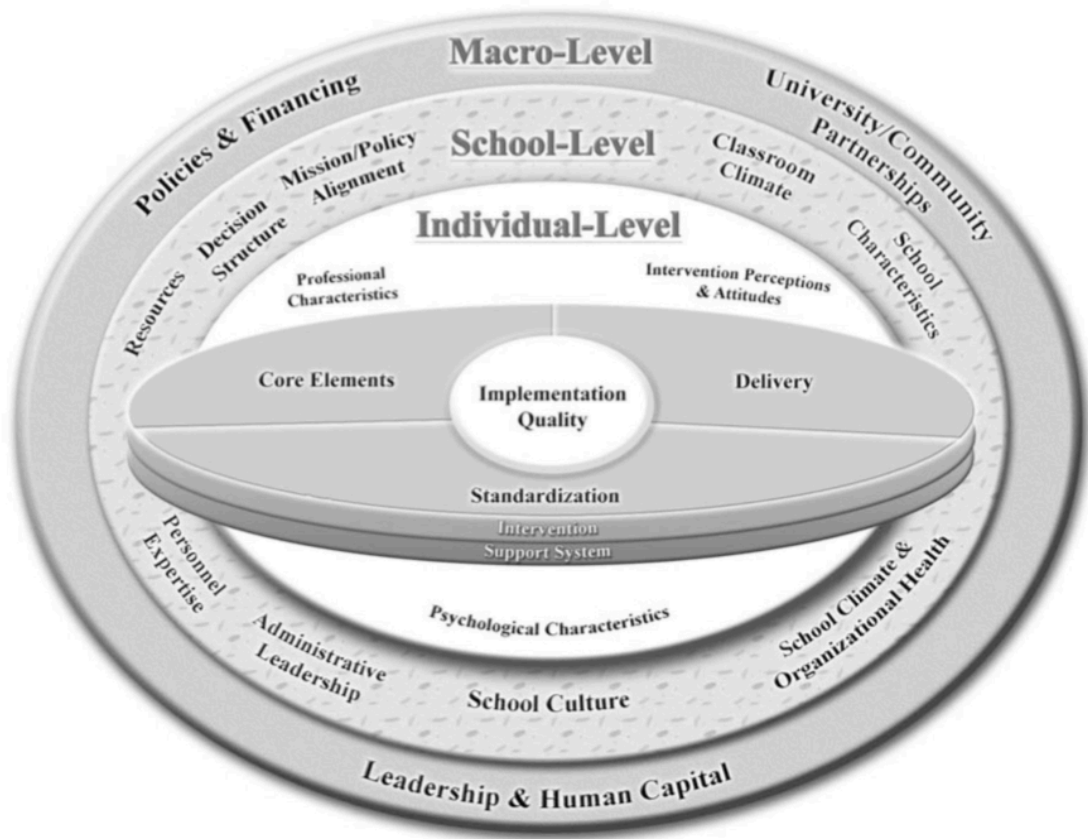 Macro-Level
Policies & Financing
University/Community
Partnerships
School-Level
Mission/Policy
Alignment
Classroom
Climate
Decision
Structure
School
Characteristics
Resources
Individual-Level
Professional
Characteristics
Intervention Perceptions
& Attitudes
Core Elements
Implementation
Quality
Delivery
Standardization
Intervention
Support System
Psychological Characteristics
Personnel
Expertise
Administrative
Leadership
School Culture
School Climate &
Organizational Health
Leadership & Human Capital